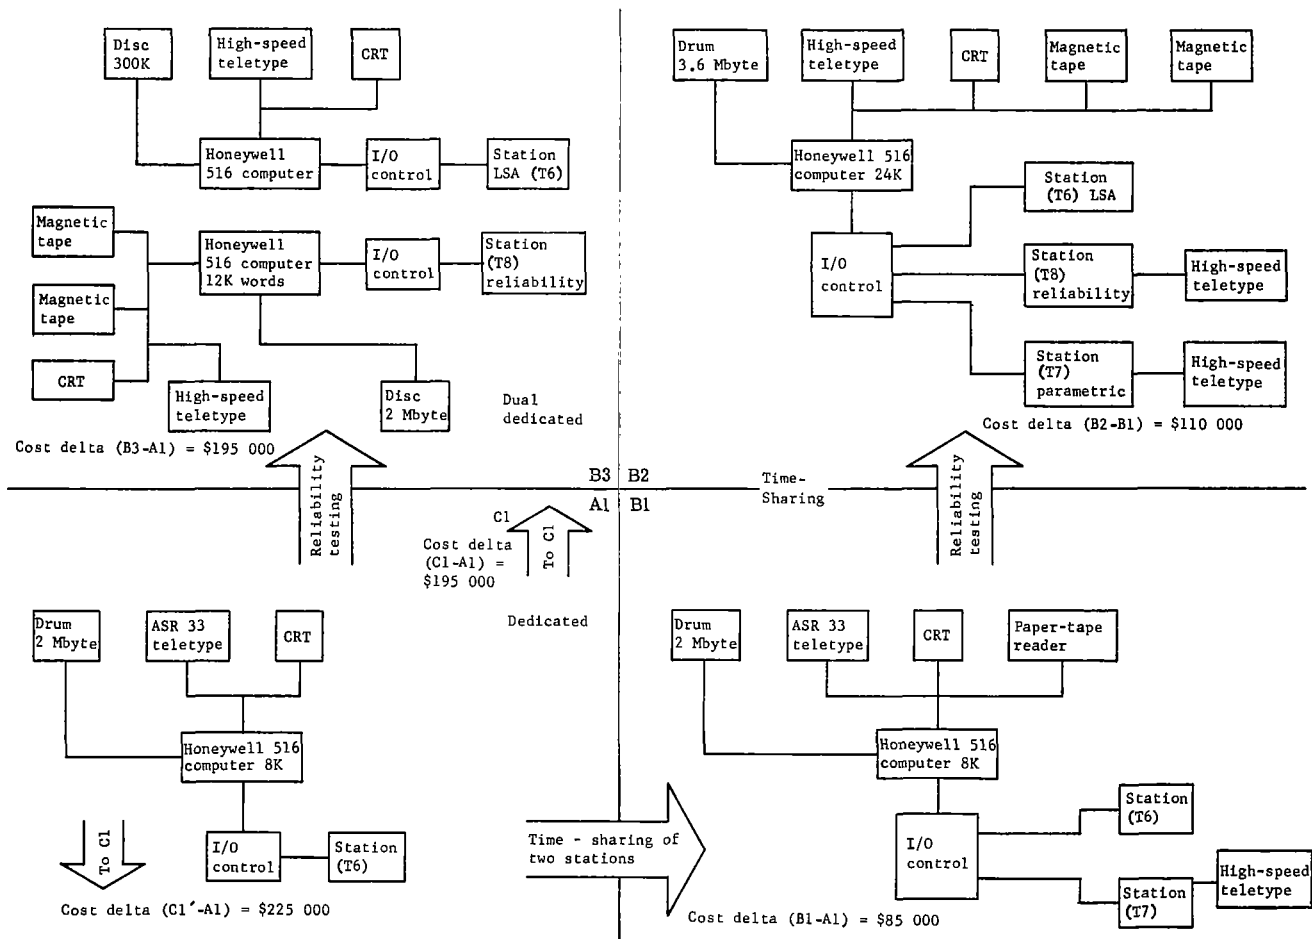 Disc
300K
High-speed
teletype
CRT
Honeywell
516 computer
I/O
control
Station
LSA (T6)
Magnetic
tape
Honeywell
516 computer
12K words
I/O
control
Station
(T8)
reliability
Magnetic
tape
CRT
High-speed
teletype
Disc
2 Mbyte
Dual
dedicated
Cost delta (B3-A1) = $195 000
Reliability
testing
B3
Drum
3.6 Mbyte
High-speed
teletype
CRT
Magnetic
tape
Magnetic
tape
Honeywell 516
computer 24K
I/O
control
Station
(T6) LSA
Station
(T8)
reliability
High-speed
teletype
Station
(T7)
parametric
High-speed
teletype
Cost delta (B2-B1) = $110 000
B2
Time-
Sharing
Reliability
testing
A1
C1
Cost delta
(C1-A1) =
$195 000
To C1
Dedicated
Drum
2 Mbyte
ASR 33
teletype
CRT
Honeywell 516
computer 8K
I/O
control
Station
(T6)
To C1
Cost delta (C1′-A1) = $225 000
Time - sharing of
two stations
B1
Drum
2 Mbyte
ASR 33
teletype
CRT
Paper-tape
reader
Honeywell 516
computer 8K
I/O
control
Station
(T6)
Station
(T7)
High-speed
teletype
Cost delta (B1-A1) = $85 000